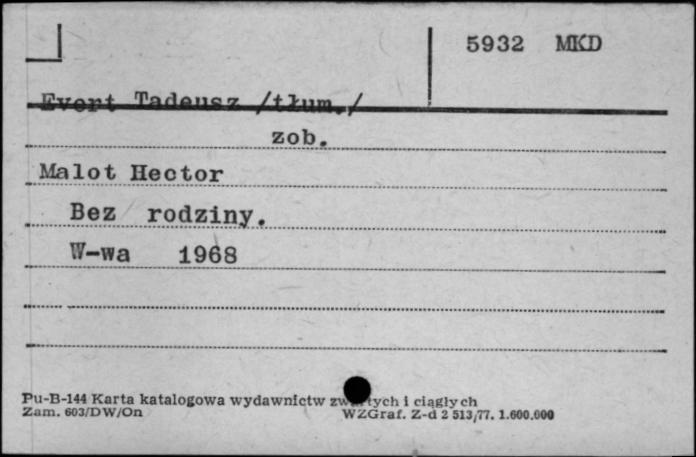 5932 MKD
Evert Tadeusz /tłum./
zob.
Malot Hector
Bez rodziny.
W-wa 1968
Pu-B-144 Karta katalogowa wydawnictw zwartych i ciągłych
Zam. 603/DW/On WZGraf. Z-d 2 513/77. 1.600.000